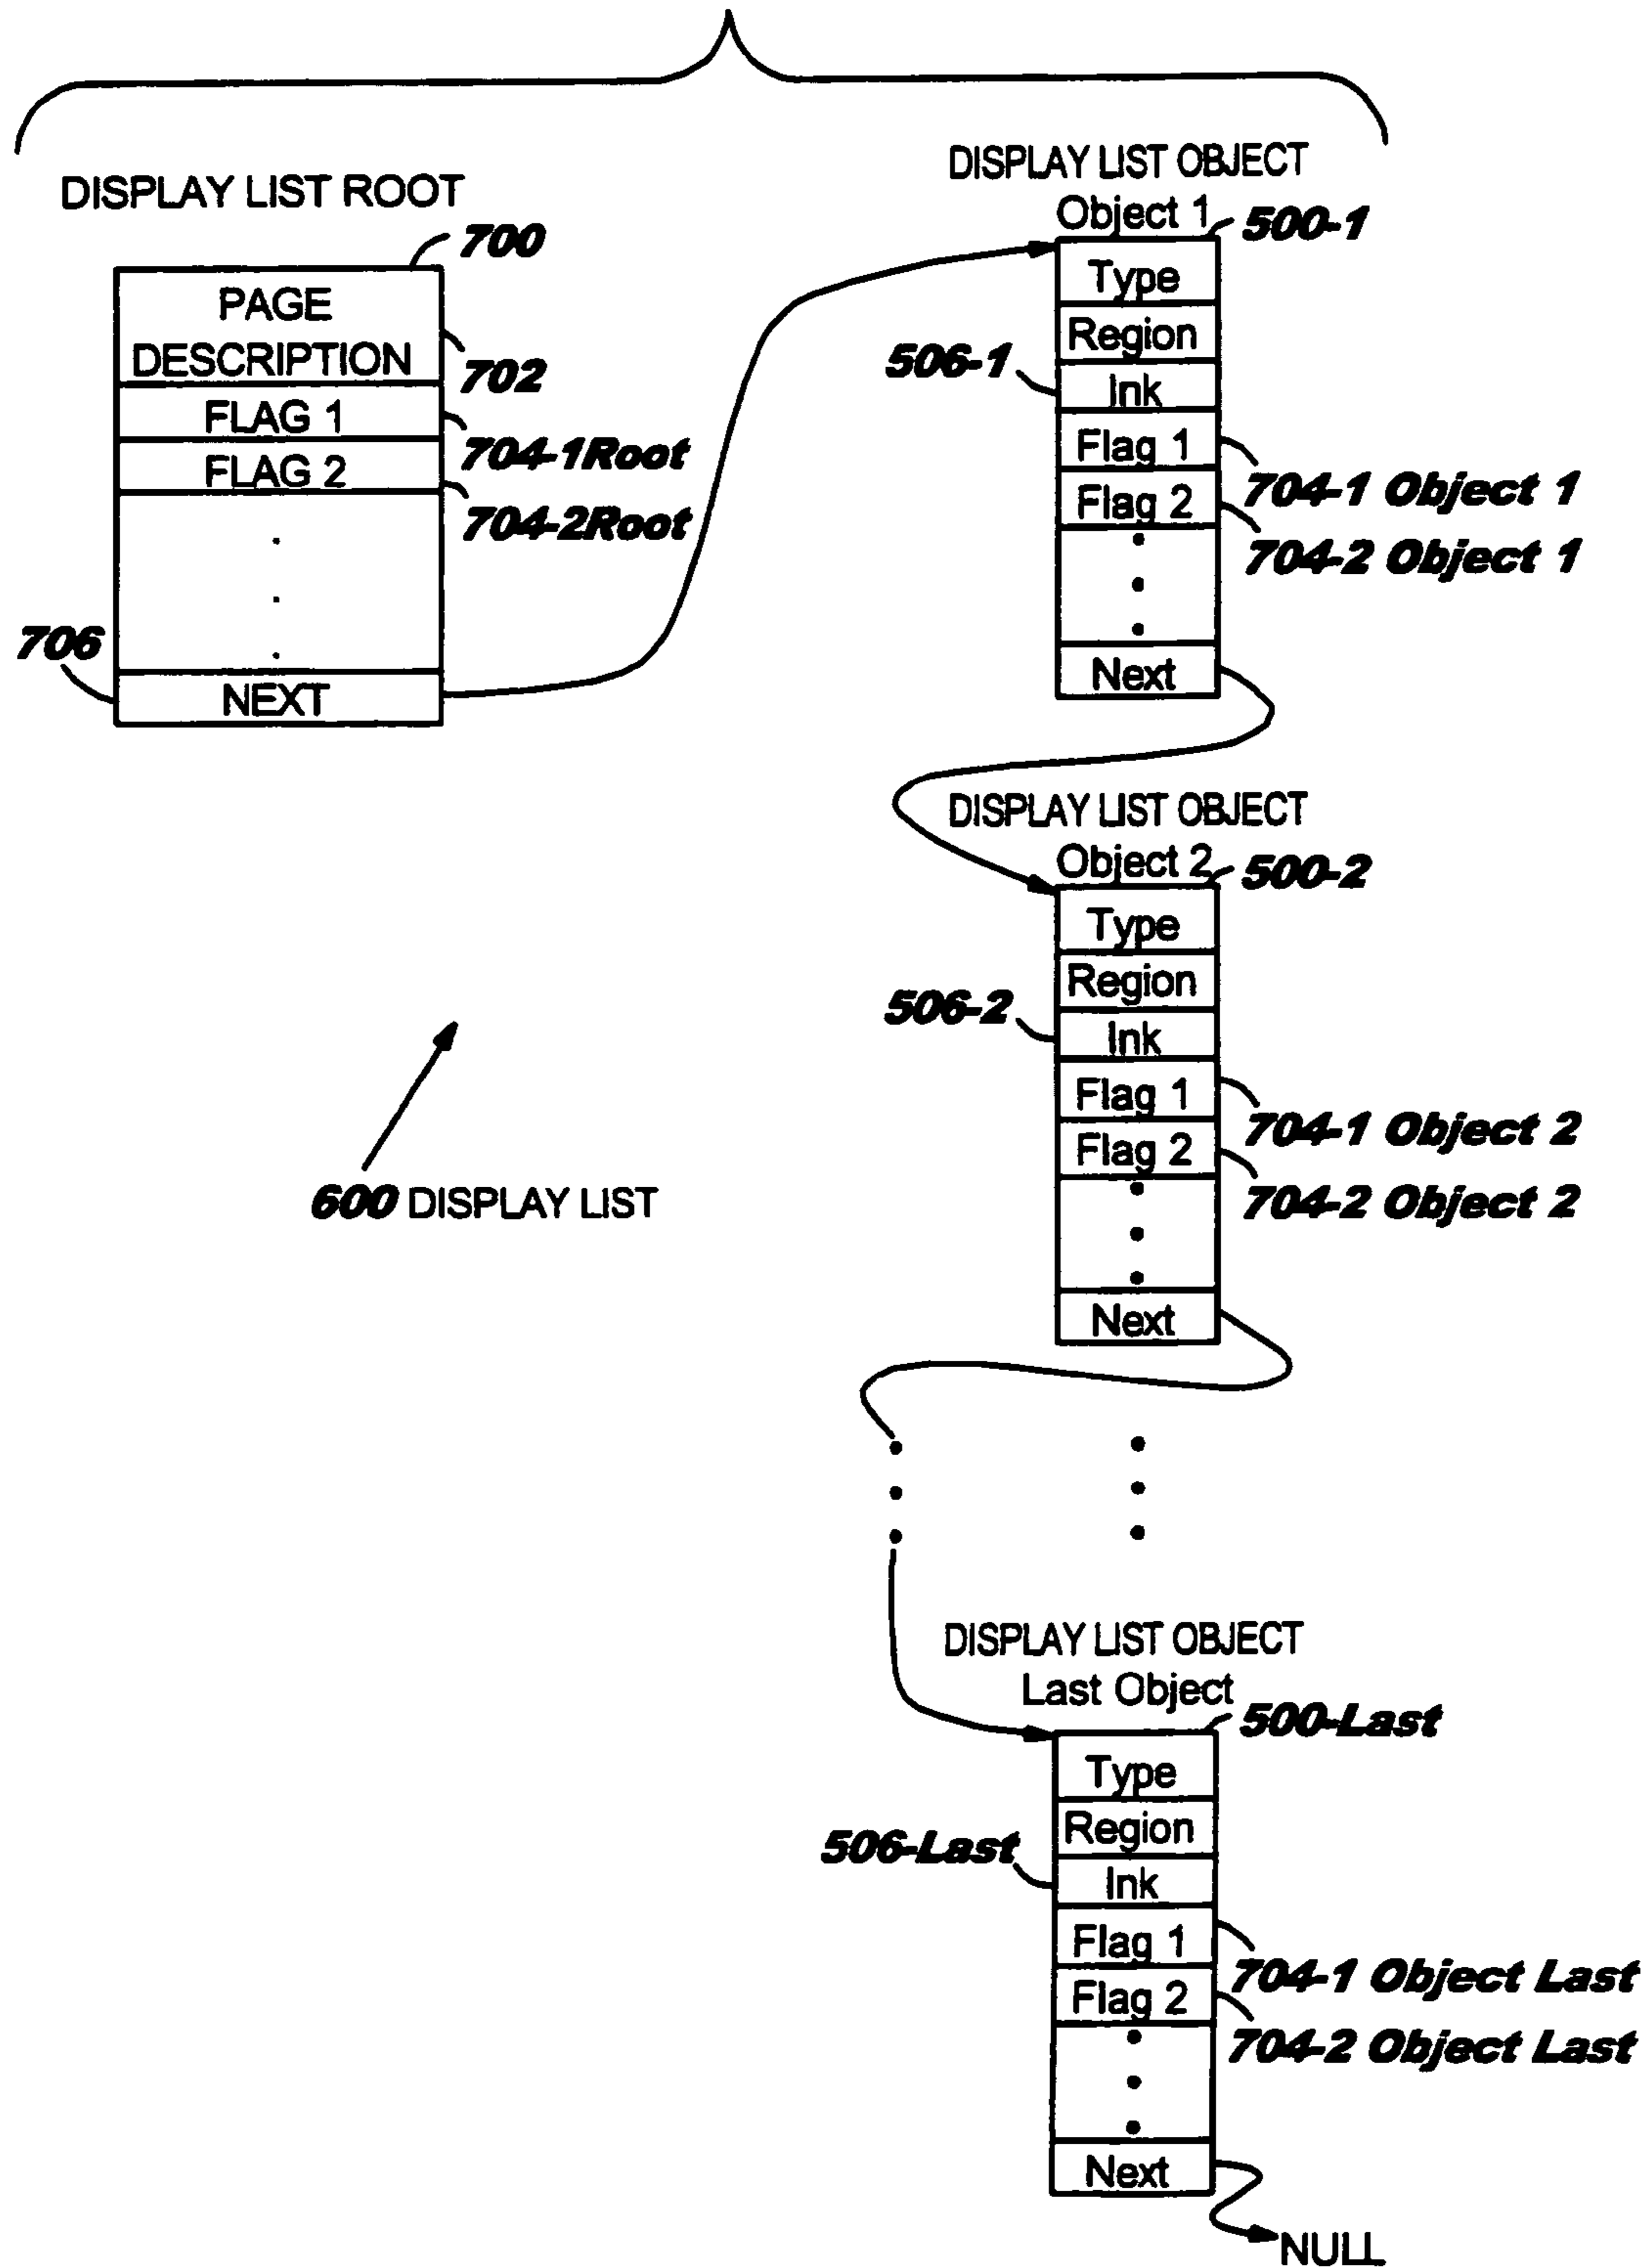 DISPLAY LIST ROOT
700
PAGE
DESCRIPTION
702
FLAG 1
704-1Root
FLAG 2
704-2Root
706
NEXT
DISPLAY LIST OBJECT
Object 1
500-1
Type
Region
506-1
Ink
Flag 1
704-1 Object 1
Flag 2
704-2 Object 1
Next
DISPLAY LIST OBJECT
Object 2
500-2
Type
Region
506-2
Ink
Flag 1
704-1 Object 2
Flag 2
704-2 Object 2
Next
600 DISPLAY LIST
DISPLAY LIST OBJECT
Last Object
500-Last
Type
Region
506-Last
Ink
Flag 1
704-1 Object Last
Flag 2
704-2 Object Last
Next
NULL